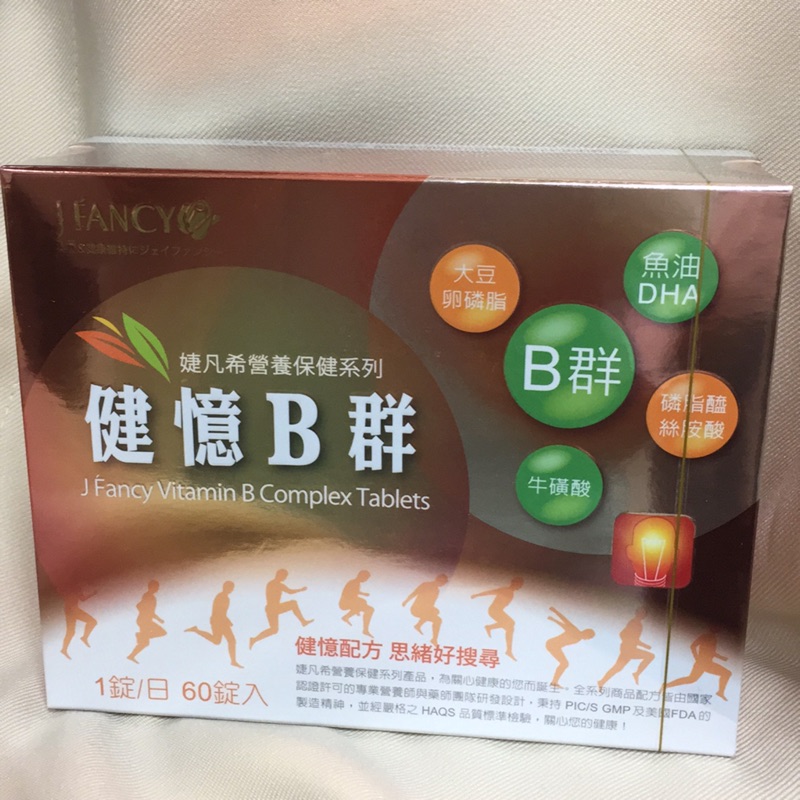 J FANCY
婕凡希營養保健系列
健憶B群
J Fancy Vitamin B Complex Tablets
大豆
卵磷脂
魚油
DHA
B群
磷脂醯
絲胺酸
牛磺酸
健憶配方 思緒好搜尋
1錠/日 60錠入
婕凡希營養保健系列產品，為關心健康的您而誕生。全系列商品配方皆由國家
認證許可的專業營養師與藥師團隊研發設計，秉持 PIC/S GMP 及美國FDA的
製造精神，並經嚴格之 HAQS 品質標準檢驗，關心您的健康！